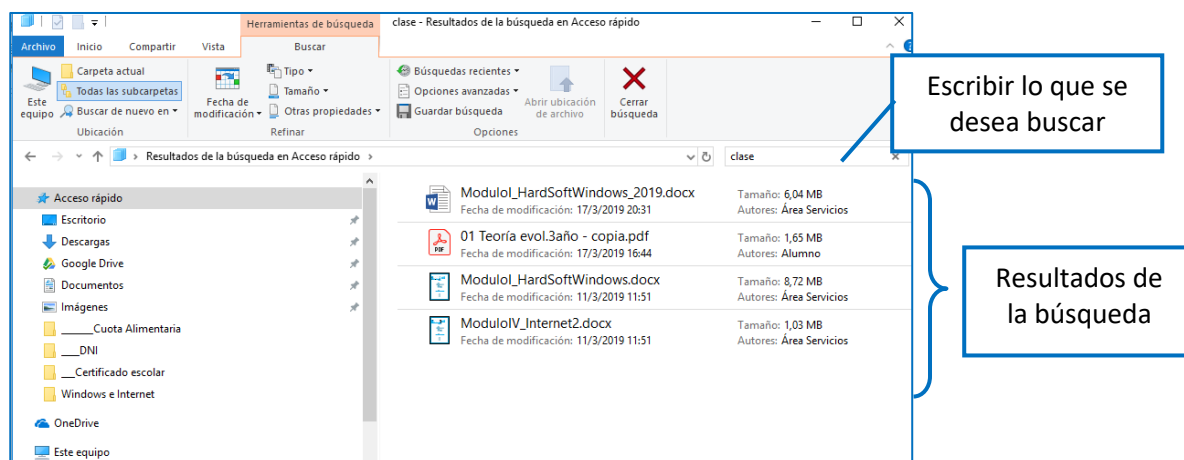 Herramientas de búsqueda
clase - Resultados de la búsqueda en Acceso rápido
Archivo Inicio Compartir Vista Buscar
Este equipo
Carpeta actual
Todas las subcarpetas
Buscar de nuevo en
Ubicación
Fecha de modificación
Tipo
Tamaño
Otras propiedades
Refinar
Búsquedas recientes
Opciones avanzadas
Guardar búsqueda
Abrir ubicación de archivo
Opciones
Cerrar búsqueda
Escribir lo que se
desea buscar
Resultados de la búsqueda en Acceso rápido
clase
Acceso rápido
Escritorio
Descargas
Google Drive
Documentos
Imágenes
______Cuota Alimentaria
___DNI
__Certificado escolar
Windows e Internet
OneDrive
Este equipo
ModuloI_HardSoftWindows_2019.docx
Fecha de modificación: 17/3/2019 20:31
Tamaño: 6,04 MB
Autores: Área Servicios
01 Teoría evol.3año - copia.pdf
Fecha de modificación: 17/3/2019 16:44
Tamaño: 1,65 MB
Autores: Alumno
ModuloI_HardSoftWindows.docx
Fecha de modificación: 11/3/2019 11:51
Tamaño: 8,72 MB
Autores: Área Servicios
ModuloIV_Internet2.docx
Fecha de modificación: 11/3/2019 11:51
Tamaño: 1,03 MB
Autores: Área Servicios
Resultados de
la búsqueda